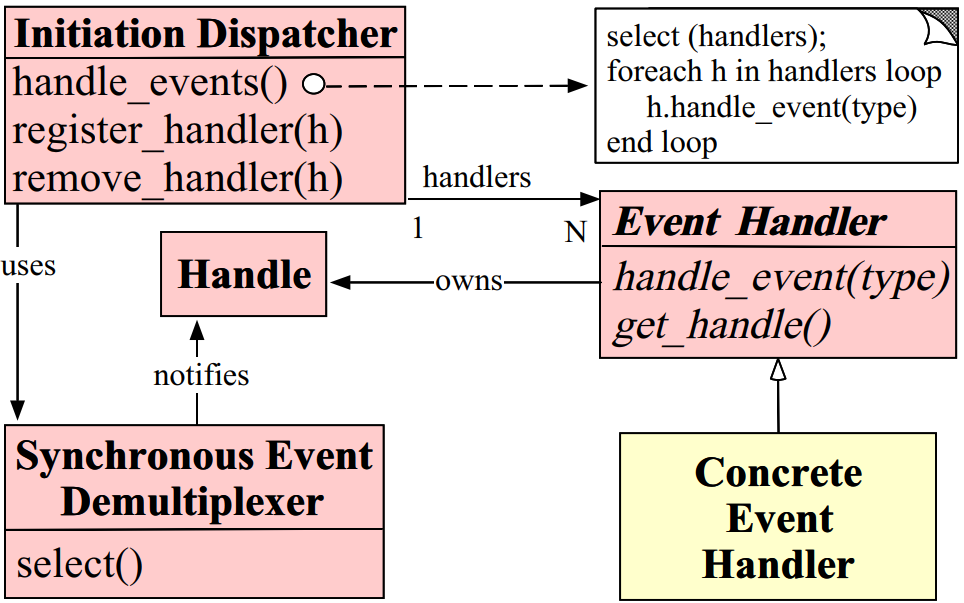 Initiation Dispatcher
handle_events()
register_handler(h)
remove_handler(h)
select (handlers);
foreach h in handlers loop
h.handle_event(type)
end loop
handlers
1
N
Event Handler
handle_event(type)
get_handle()
uses
Handle
owns
notifies
Synchronous Event
Demultiplexer
select()
Concrete
Event
Handler